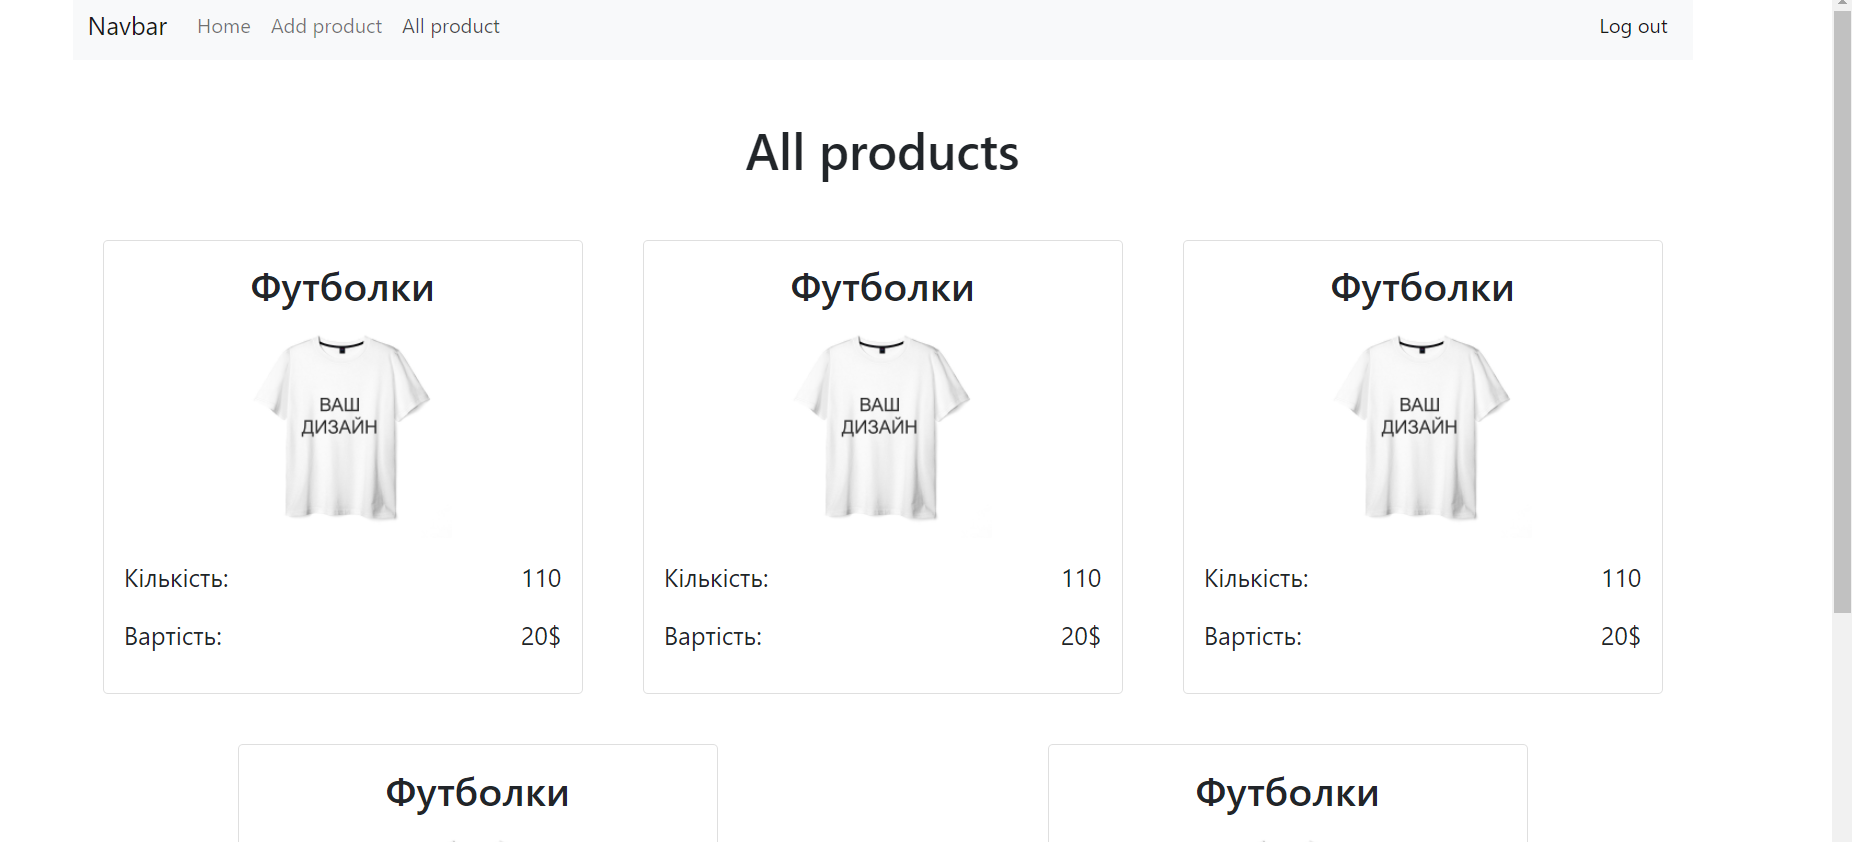 Navbar Home Add product All product Log out
All products
Футболки Футболки Футболки
ВАШ ВАШ ВАШ
ДИЗАЙН ДИЗАЙН ДИЗАЙН
Кількість: 110 Кількість: 110 Кількість: 110
Вартість: 20$ Вартість: 20$ Вартість: 20$
Футболки Футболки